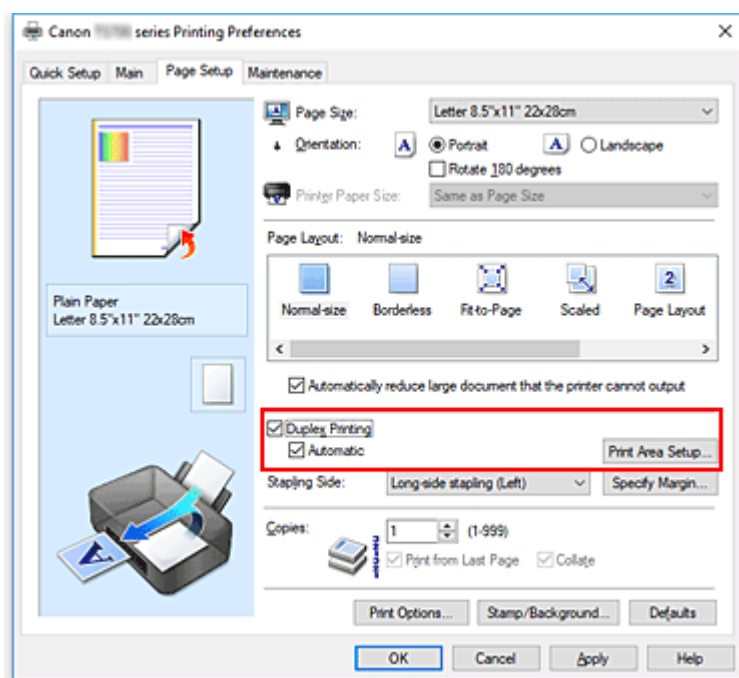 Canon series Printing Preferences
Quick Setup Main Page Setup Maintenance
Page Size: Letter 8.5"x11" 22x28cm
Orientation: A Portrait A Landscape
Rotate 180 degrees
Printer Paper Size: Same as Page Size
Page Layout: Normal-size
2
Normal-size Borderless Fit-to-Page Scaled Page Layout
Plain Paper
Letter 8.5"x11" 22x28cm
Automatically reduce large document that the printer cannot output
Duplex Printing
Automatic Print Area Setup...
Stapling Side: Long-side stapling (Left) Specify Margin...
Copies: 1 (1-999)
Print from Last Page Collate
A
Print Options... Stamp/Background... Defaults
OK Cancel Apply Help